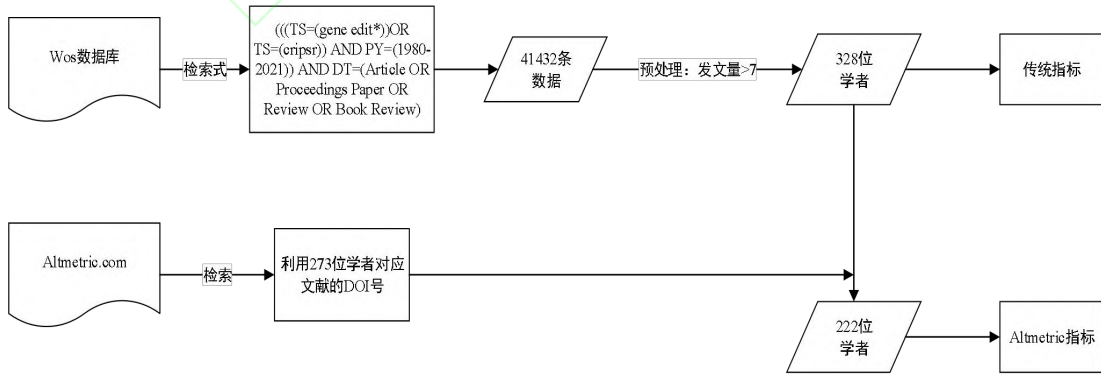 Wos数据库
检索式
(((TS=(gene edit*))OR
TS=(cripsr)) AND PY=(1980-
2021)) AND DT=(Article OR
Proceedings Paper OR
Review OR Book Review)
41432条
数据
预处理：发文量>7
328位
学者
传统指标
Altmetric.com
检索
利用273位学者对应
文献的DOI号
222位
学者
Altmetric指标